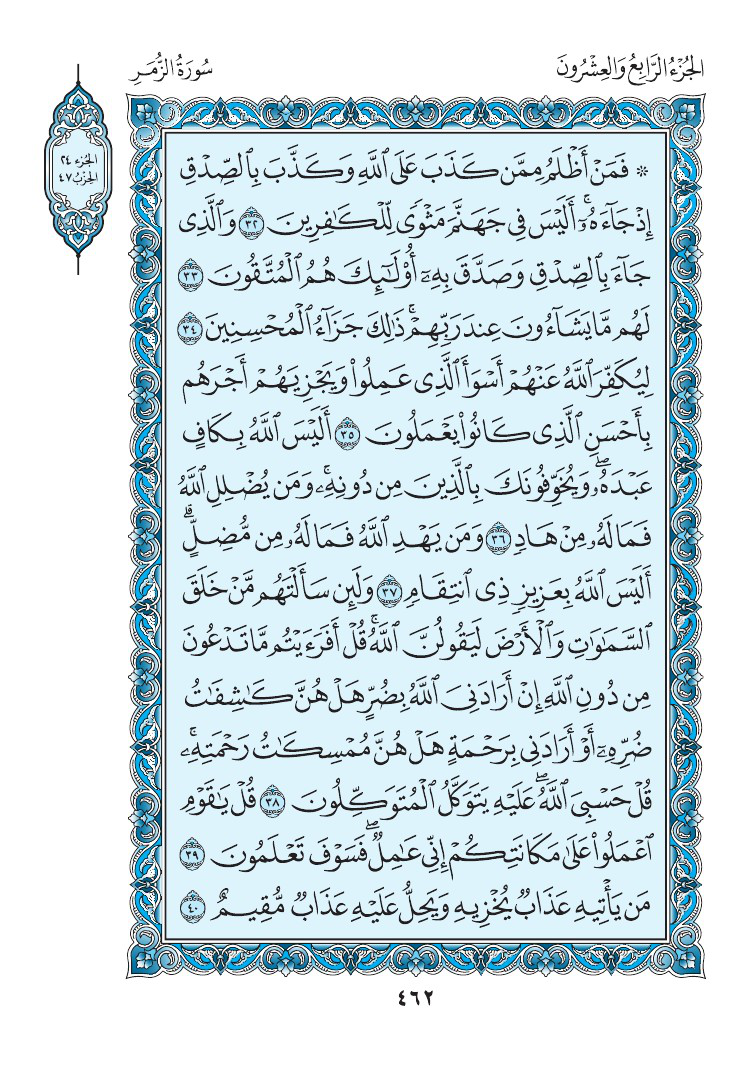 الجُزْءُ الرَّابِعُ وَالعِشْرُونَ
سُورَةُ الزُّمَرِ
الجُزء ٢٤
الحِزْبُ ٤٧
۞ فَمَنْ أَظْلَمُ مِمَّن كَذَبَ عَلَى ٱللَّهِ وَكَذَّبَ بِٱلصِّدْقِ
إِذْ جَآءَهُۥٓۚ أَلَيْسَ فِى جَهَنَّمَ مَثْوًى لِّلْكَـٰفِرِينَ ٣٢ وَٱلَّذِى
جَآءَ بِٱلصِّدْقِ وَصَدَّقَ بِهِۦٓ أُو۟لَـٰٓئِكَ هُمُ ٱلْمُتَّقُونَ ٣٣
لَهُم مَّا يَشَآءُونَ عِندَ رَبِّهِمْۚ ذَٰلِكَ جَزَآءُ ٱلْمُحْسِنِينَ ٣٤
لِيُكَفِّرَ ٱللَّهُ عَنْهُمْ أَسْوَأَ ٱلَّذِى عَمِلُوا۟ وَيَجْزِيَهُمْ أَجْرَهُم
بِأَحْسَنِ ٱلَّذِى كَانُوا۟ يَعْمَلُونَ ٣٥ أَلَيْسَ ٱللَّهُ بِكَافٍ
عَبْدَهُۥۖ وَيُخَوِّفُونَكَ بِٱلَّذِينَ مِن دُونِهِۦۚ وَمَن يُضْلِلِ ٱللَّهُ
فَمَا لَهُۥ مِنْ هَادٍ ٣٦ وَمَن يَهْدِ ٱللَّهُ فَمَا لَهُۥ مِن مُّضِلٍّۗ
أَلَيْسَ ٱللَّهُ بِعَزِيزٍ ذِى ٱنتِقَامٍ ٣٧ وَلَئِن سَأَلْتَهُم مَّنْ خَلَقَ
ٱلسَّمَـٰوَٰتِ وَٱلْأَرْضَ لَيَقُولُنَّ ٱللَّهُۚ قُلْ أَفَرَءَيْتُم مَّا تَدْعُونَ
مِن دُونِ ٱللَّهِ إِنْ أَرَادَنِىَ ٱللَّهُ بِضُرٍّ هَلْ هُنَّ كَـٰشِفَـٰتُ
ضُرِّهِۦٓ أَوْ أَرَادَنِى بِرَحْمَةٍ هَلْ هُنَّ مُمْسِكَـٰتُ رَحْمَتِهِۦۚ
قُلْ حَسْبِىَ ٱللَّهُۖ عَلَيْهِ يَتَوَكَّلُ ٱلْمُتَوَكِّلُونَ ٣٨ قُلْ يَـٰقَوْمِ
ٱعْمَلُوا۟ عَلَىٰ مَكَانَتِكُمْ إِنِّى عَـٰمِلٌۖ فَسَوْفَ تَعْلَمُونَ ٣٩
مَن يَأْتِيهِ عَذَابٌ يُخْزِيهِ وَيَحِلُّ عَلَيْهِ عَذَابٌ مُّقِيمٌ ٤٠
٤٦٢